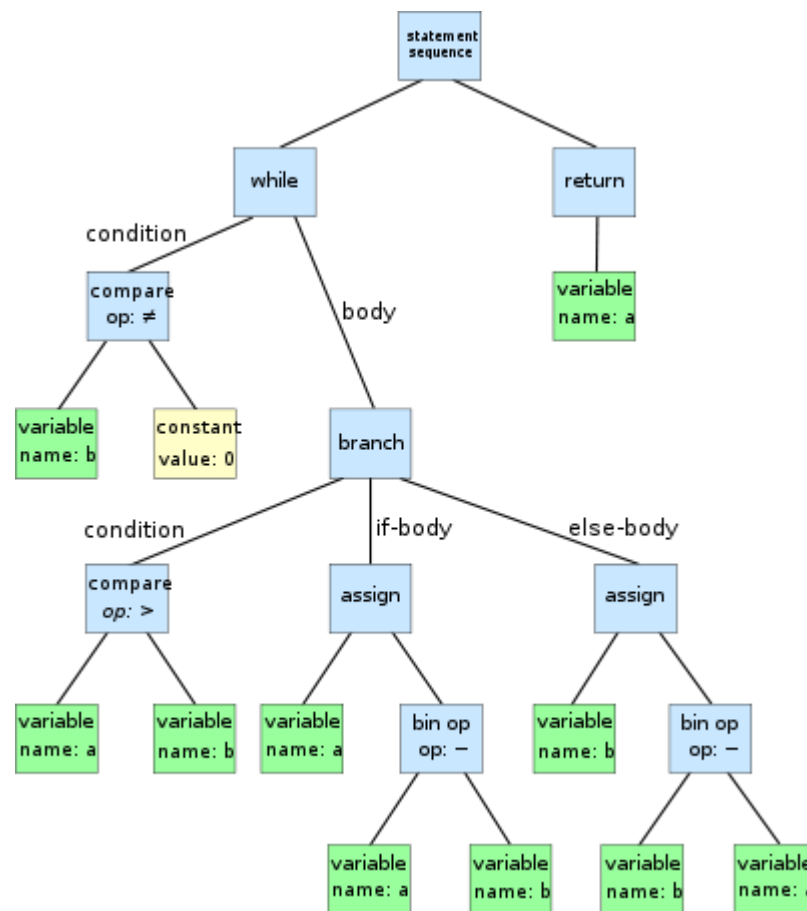 statement
sequence
while
return
condition
body
compare
op: ≠
variable
name: a
variable
name: b
constant
value: 0
branch
condition
if-body
else-body
compare
op: >
assign
assign
variable
name: a
variable
name: b
variable
name: a
bin op
op: −
variable
name: b
bin op
op: −
variable
name: a
variable
name: b
variable
name: b
variable
name: